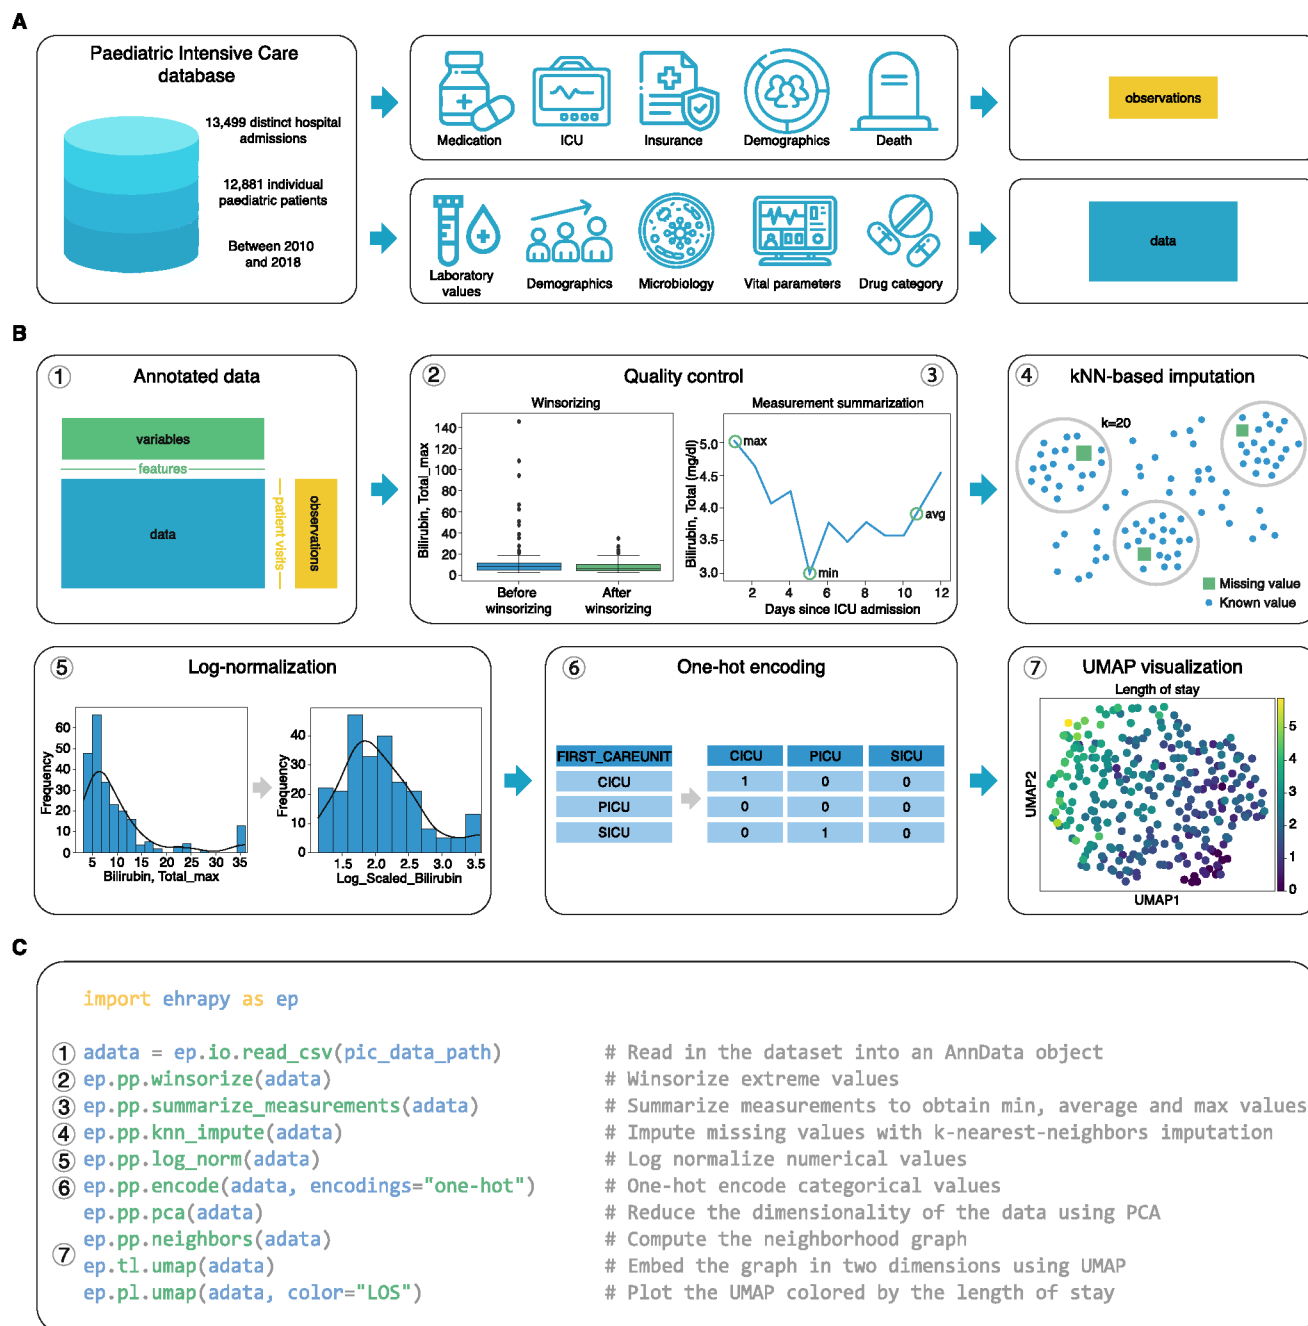 A
Paediatric Intensive Care
database
13,499 distinct hospital
admissions
12,881 individual
paediatric patients
Between 2010
and 2018
Medication
ICU
Insurance
Demographics
Death
observations
Laboratory
values
Demographics
Microbiology
Vital parameters
Drug category
data
B
1
Annotated data
variables
features
data
patient visits
observations
2
Quality control
3
Winsorizing
Bilirubin, Total_max
140
120
100
80
60
40
20
0
Before
winsorizing
After
winsorizing
Measurement summarization
Bilirubin, Total (mg/dl)
5.0
4.5
4.0
3.5
3.0
max
min
avg
2
4
6
8
10
12
Days since ICU admission
4
kNN-based imputation
k=20
Missing value
Known value
5
Log-normalization
Frequency
60
50
40
30
20
10
0
5
10
15
20
25
30
35
Bilirubin, Total_max
Frequency
40
30
20
10
0
1.5
2.0
2.5
3.0
3.5
Log_Scaled_Bilirubin
6
One-hot encoding
FIRST_CAREUNIT
CICU
PICU
SICU
CICU PICU SICU
1 0 0
0 0 0
0 1 0
7
UMAP visualization
Length of stay
UMAP2
UMAP1
5
4
3
2
1
0
C
import ehrapy as ep
1 adata = ep.io.read_csv(pic_data_path) # Read in the dataset into an AnnData object
2 ep.pp.winsorize(adata) # Winsorize extreme values
3 ep.pp.summarize_measurements(adata) # Summarize measurements to obtain min, average and max values
4 ep.pp.knn_impute(adata) # Impute missing values with k-nearest-neighbors imputation
5 ep.pp.log_norm(adata) # Log normalize numerical values
6 ep.pp.encode(adata, encodings="one-hot") # One-hot encode categorical values
ep.pp.pca(adata) # Reduce the dimensionality of the data using PCA
ep.pp.neighbors(adata) # Compute the neighborhood graph
7 ep.tl.umap(adata) # Embed the graph in two dimensions using UMAP
ep.pl.umap(adata, color="LOS") # Plot the UMAP colored by the length of stay